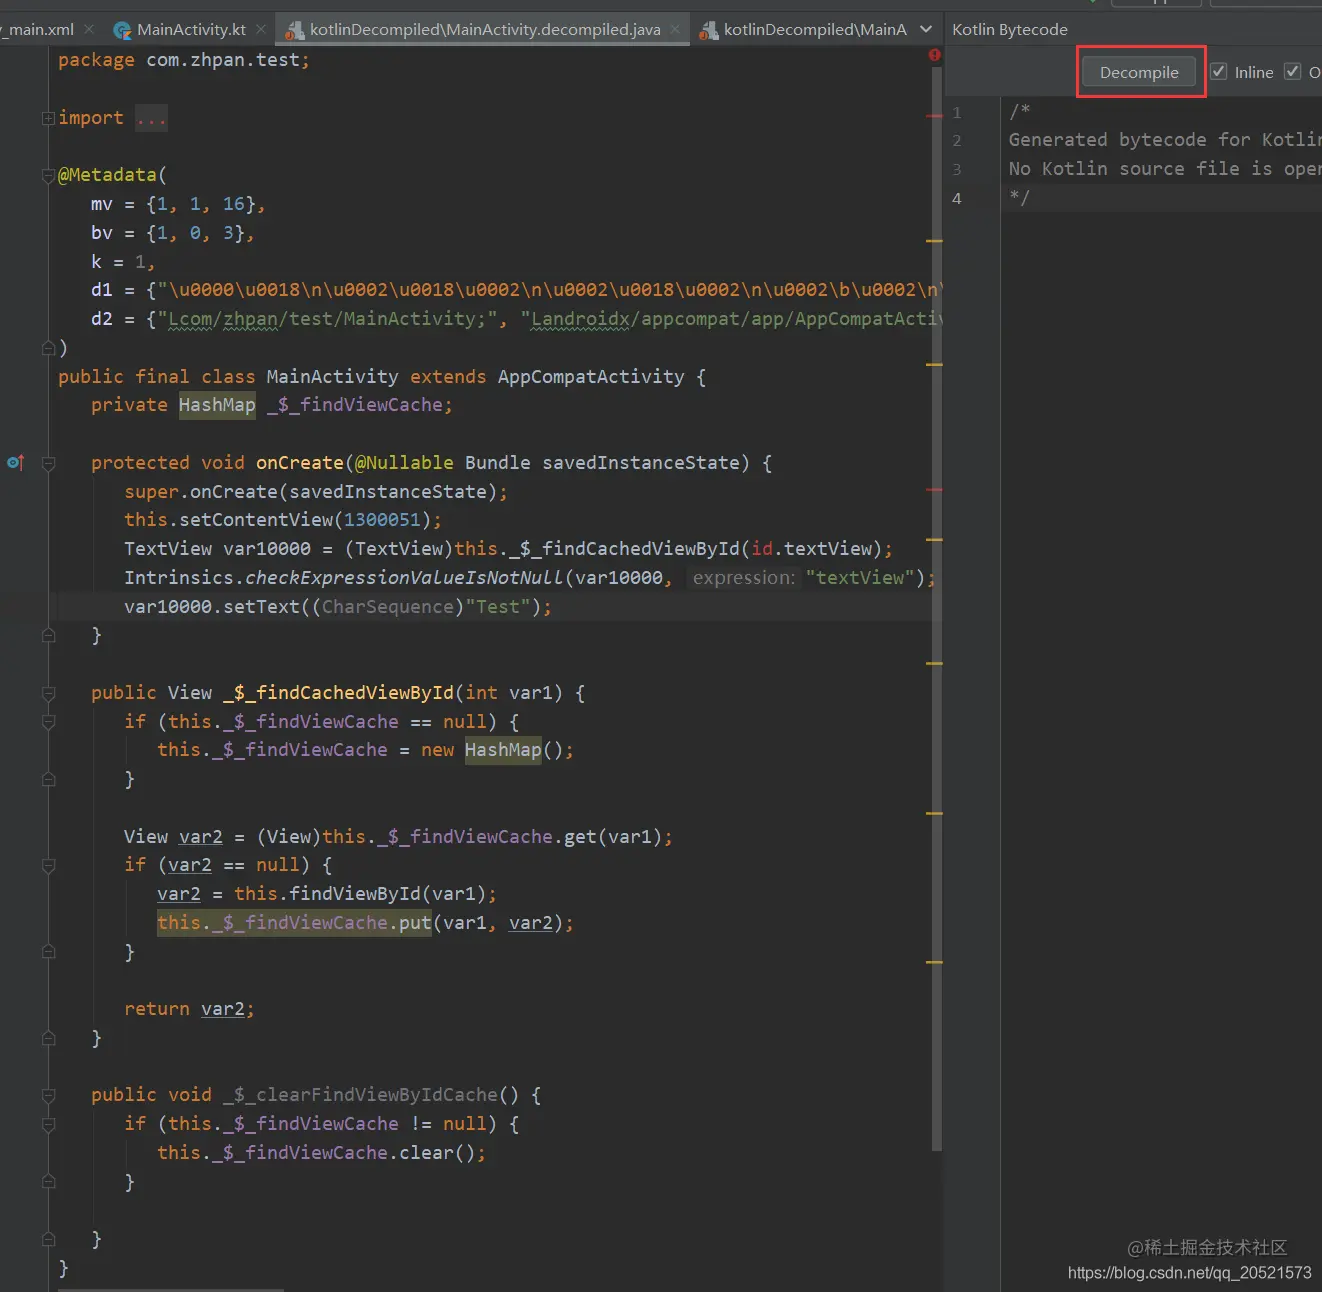 _main.xml
MainActivity.kt
kotlinDecompiled\MainActivity.decompiled.java
kotlinDecompiled\MainA
Kotlin Bytecode
Decompile
Inline
O
package com.zhpan.test;
import ...
@Metadata(
mv = {1, 1, 16},
bv = {1, 0, 3},
k = 1,
d1 = {"\u0000\u0018\n\u0002\u0018\u0002\n\u0002\u0018\u0002\n\u0002\b\u0002\n\
d2 = {"Lcom/zhpan/test/MainActivity;", "Landroidx/appcompat/app/AppCompatActiv
)
public final class MainActivity extends AppCompatActivity {
private HashMap _$_findViewCache;
protected void onCreate(@Nullable Bundle savedInstanceState) {
super.onCreate(savedInstanceState);
this.setContentView(1300051);
TextView var10000 = (TextView)this._$_findCachedViewById(id.textView);
Intrinsics.checkExpressionValueIsNotNull(var10000, expression: "textView");
var10000.setText((CharSequence)"Test");
}
public View _$_findCachedViewById(int var1) {
if (this._$_findViewCache == null) {
this._$_findViewCache = new HashMap();
}
View var2 = (View)this._$_findViewCache.get(var1);
if (var2 == null) {
var2 = this.findViewById(var1);
this._$_findViewCache.put(var1, var2);
}
return var2;
}
public void _$_clearFindViewByIdCache() {
if (this._$_findViewCache != null) {
this._$_findViewCache.clear();
}
}
}
1 /*
2 Generated bytecode for Kotlin
3 No Kotlin source file is open
4 */
@稀土掘金技术社区
https://blog.csdn.net/qq_20521573